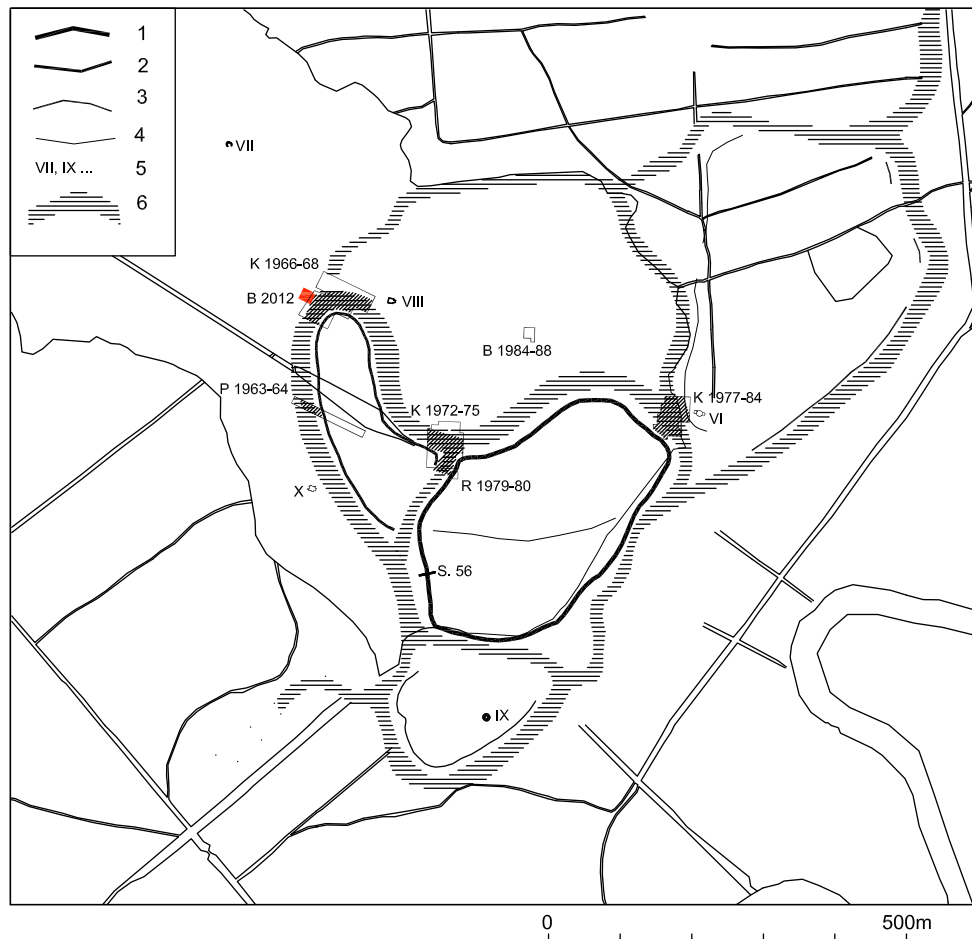 1
2
3
4
VII, IX ... 5
6
VII
K 1966-68
B 2012
VIII
B 1984-88
P 1963-64
K 1972-75
K 1977-84
VI
R 1979-80
X
S. 56
IX
0 500m